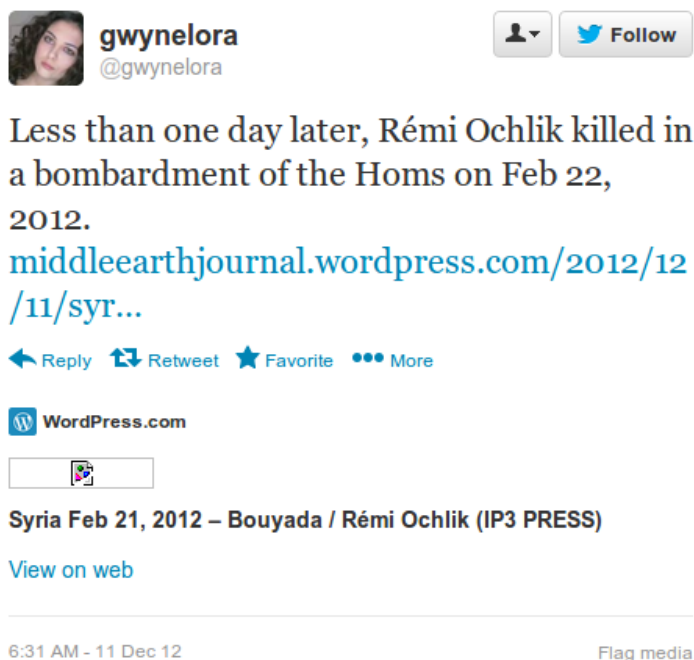 gwynelora
@gwynelora
Follow
Less than one day later, Rémi Ochlik killed in
a bombardment of the Homs on Feb 22,
2012.
middleearthjournal.wordpress.com/2012/12
/11/syr...
Reply Retweet Favorite More
WordPress.com
Syria Feb 21, 2012 – Bouyada / Rémi Ochlik (IP3 PRESS)
View on web
6:31 AM - 11 Dec 12 Flag media